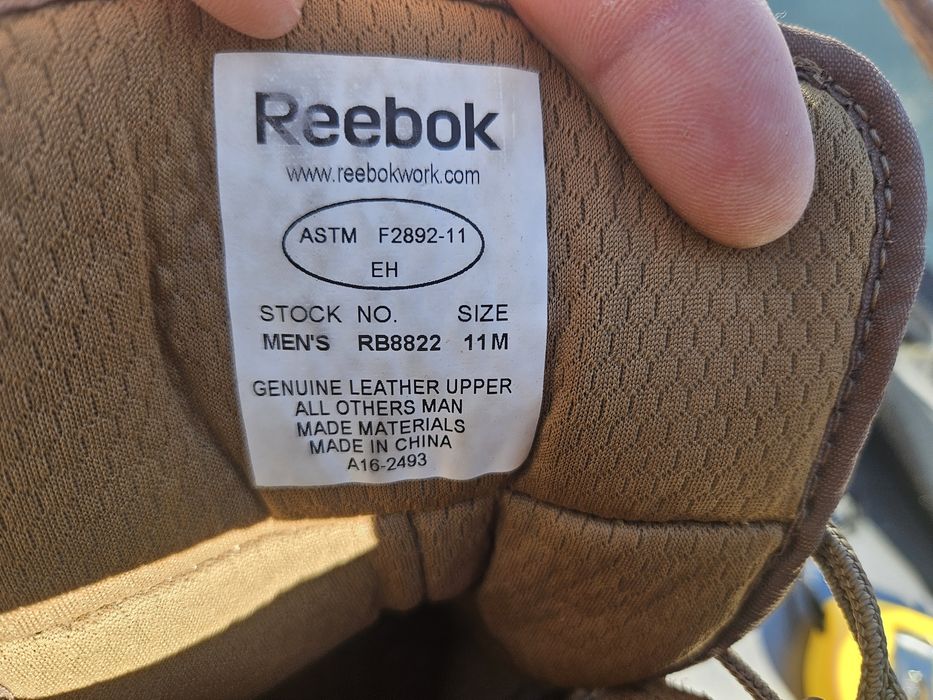 Reebok
www.reebokwork.com
ASTM F2892-11
EH
STOCK NO. SIZE
MEN'S RB8822 11M
GENUINE LEATHER UPPER
ALL OTHERS MAN
MADE MATERIALS
MADE IN CHINA
A16-2493